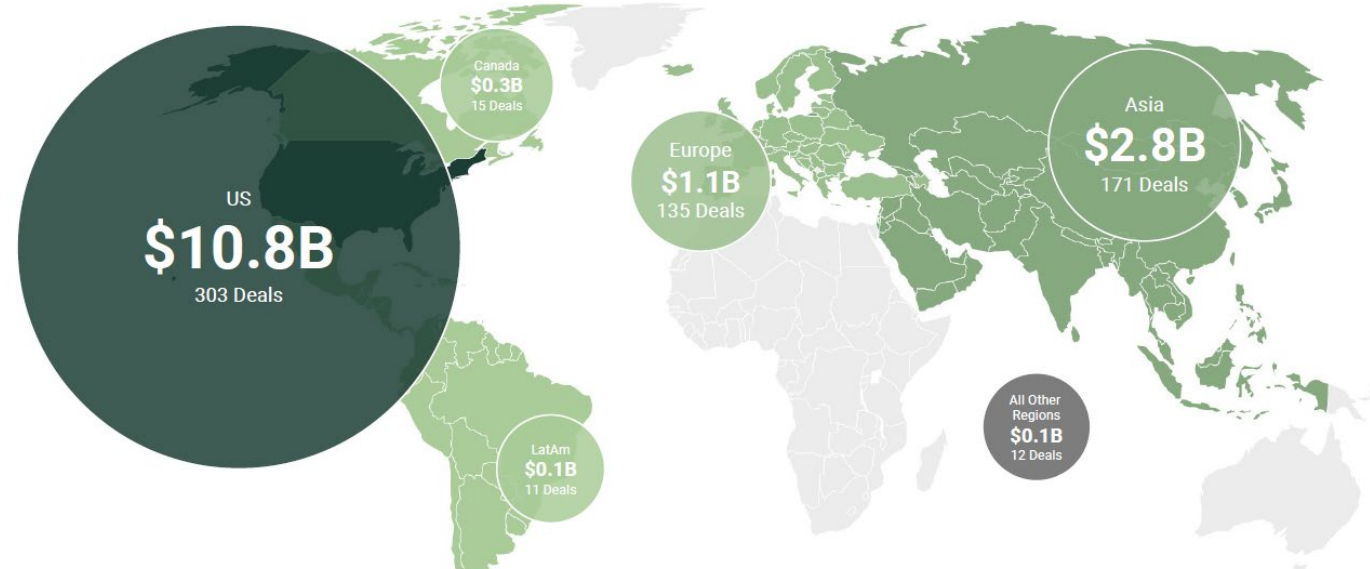 US
$10.8B
303 Deals
Canada
$0.3B
15 Deals
LatAm
$0.1B
11 Deals
Europe
$1.1B
135 Deals
Asia
$2.8B
171 Deals
All Other
Regions
$0.1B
12 Deals